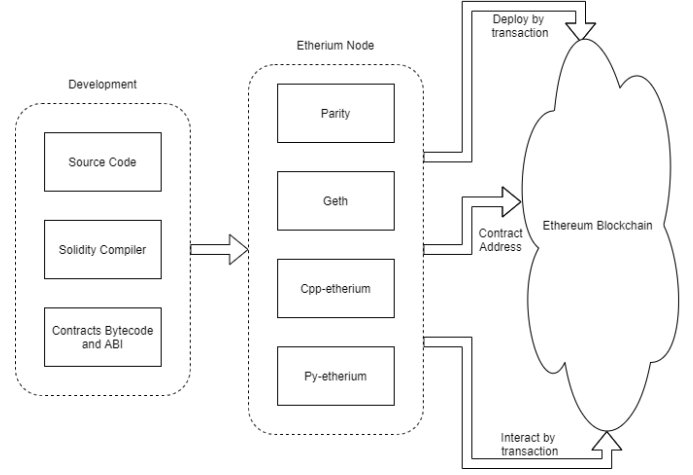 Development
Source Code
Solidity Compiler
Contracts Bytecode
and ABI
Etherium Node
Parity
Geth
Cpp-etherium
Py-etherium
Deploy by
transaction
Contract
Address
Interact by
transaction
Ethereum Blockchain